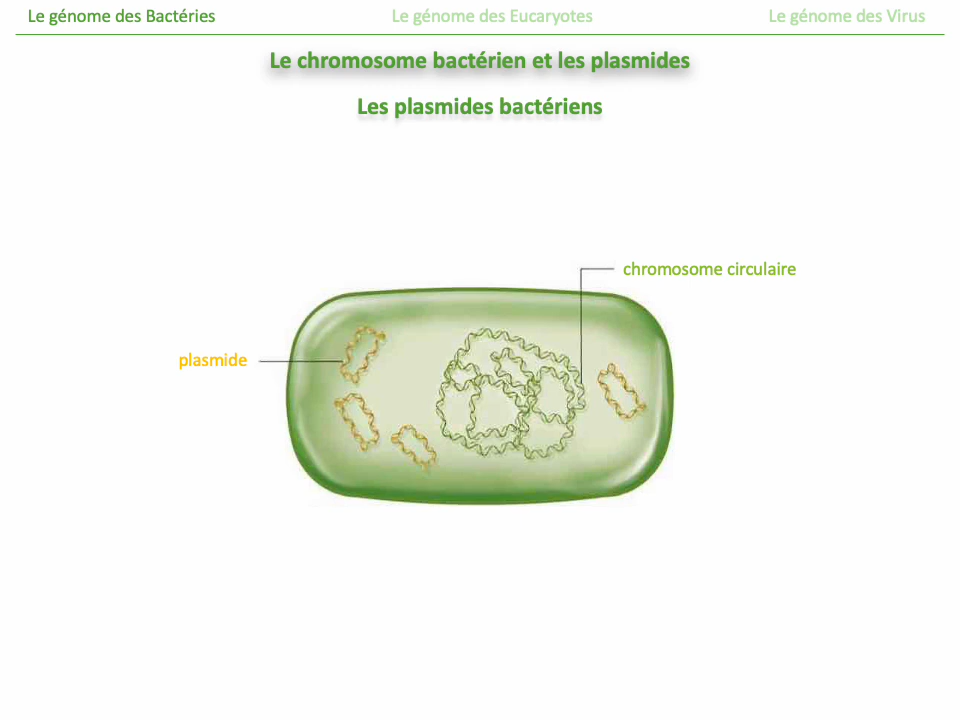 Le génome des Bactéries Le génome des Eucaryotes Le génome des Virus
Le chromosome bactérien et les plasmides
Les plasmides bactériens
chromosome circulaire
plasmide